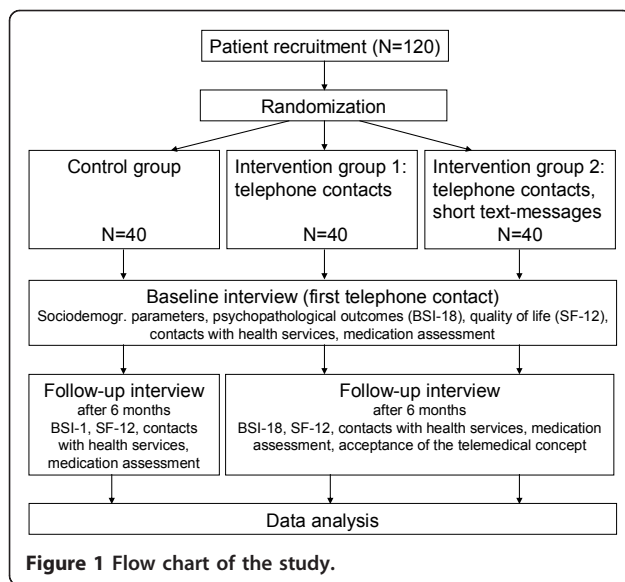 Patient recruitment (N=120)
Randomization
Control group
N=40
Intervention group 1:
telephone contacts
N=40
Intervention group 2:
telephone contacts,
short text-messages
N=40
Baseline interview (first telephone contact)
Sociodemogr. parameters, psychopathological outcomes (BSI-18), quality of life (SF-12),
contacts with health services, medication assessment
Follow-up interview
after 6 months
BSI-1, SF-12, contacts
with health services,
medication assessment
Follow-up interview
after 6 months
BSI-18, SF-12, contacts with health services, medication
assessment, acceptance of the telemedical concept
Data analysis
Figure 1 Flow chart of the study.